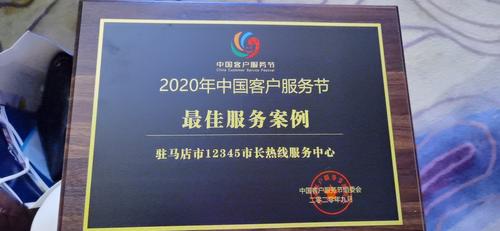 中国客户服务节
China Customer Service Festival
2020年中国客户服务节
最佳服务案例
驻马店市12345市长热线服务中心
中国客户服务节组委会
二零二零年九月